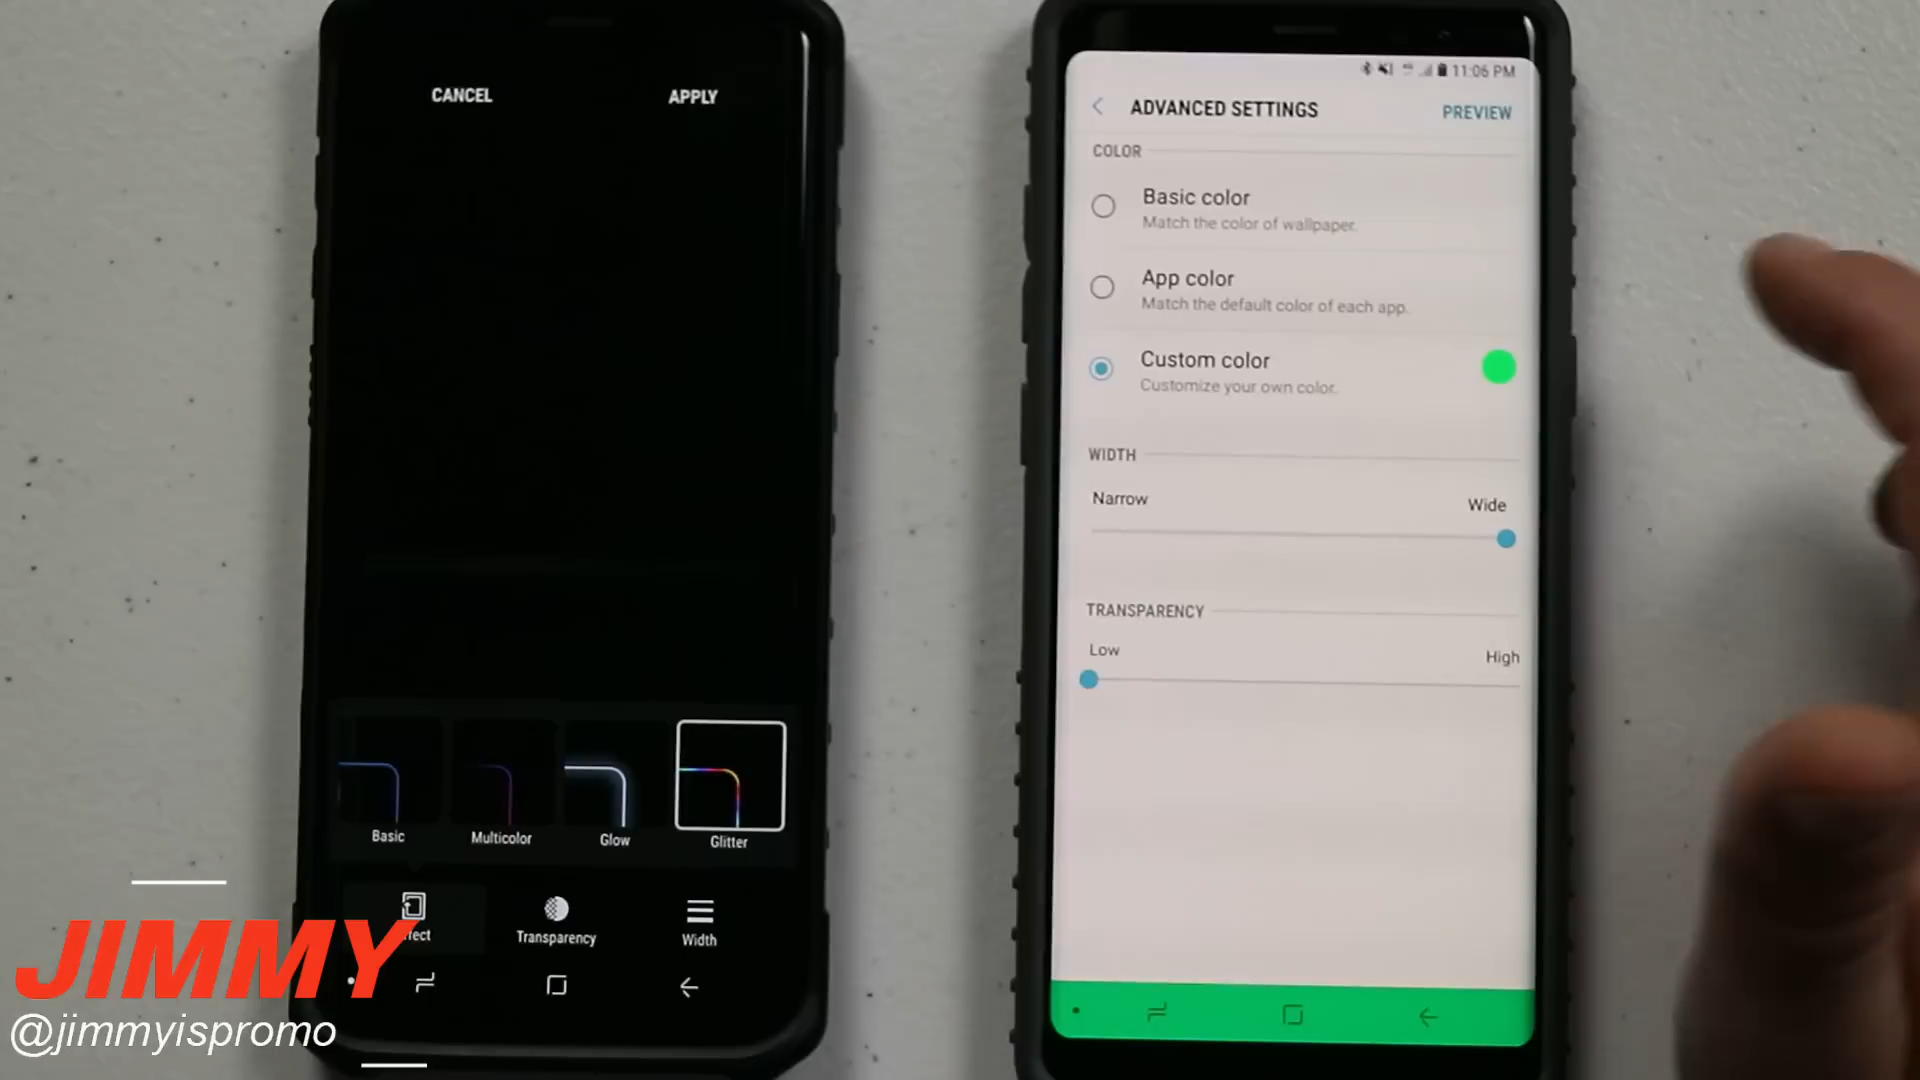 CANCEL
APPLY
Basic
Multicolor
Glow
Glitter
Transparency
Width
11:06 PM
ADVANCED SETTINGS
PREVIEW
COLOR
Basic color
Match the color of wallpaper.
App color
Match the default color of each app.
Custom color
Customize your own color.
WIDTH
Narrow
Wide
TRANSPARENCY
Low
High
JIMMY
@jimmyispromo